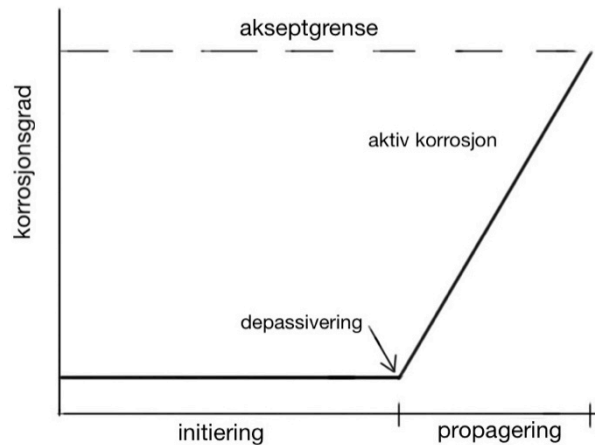 akseptgrense
korrosjonsgrad
aktiv korrosjon
depassivering
initiering
propagering